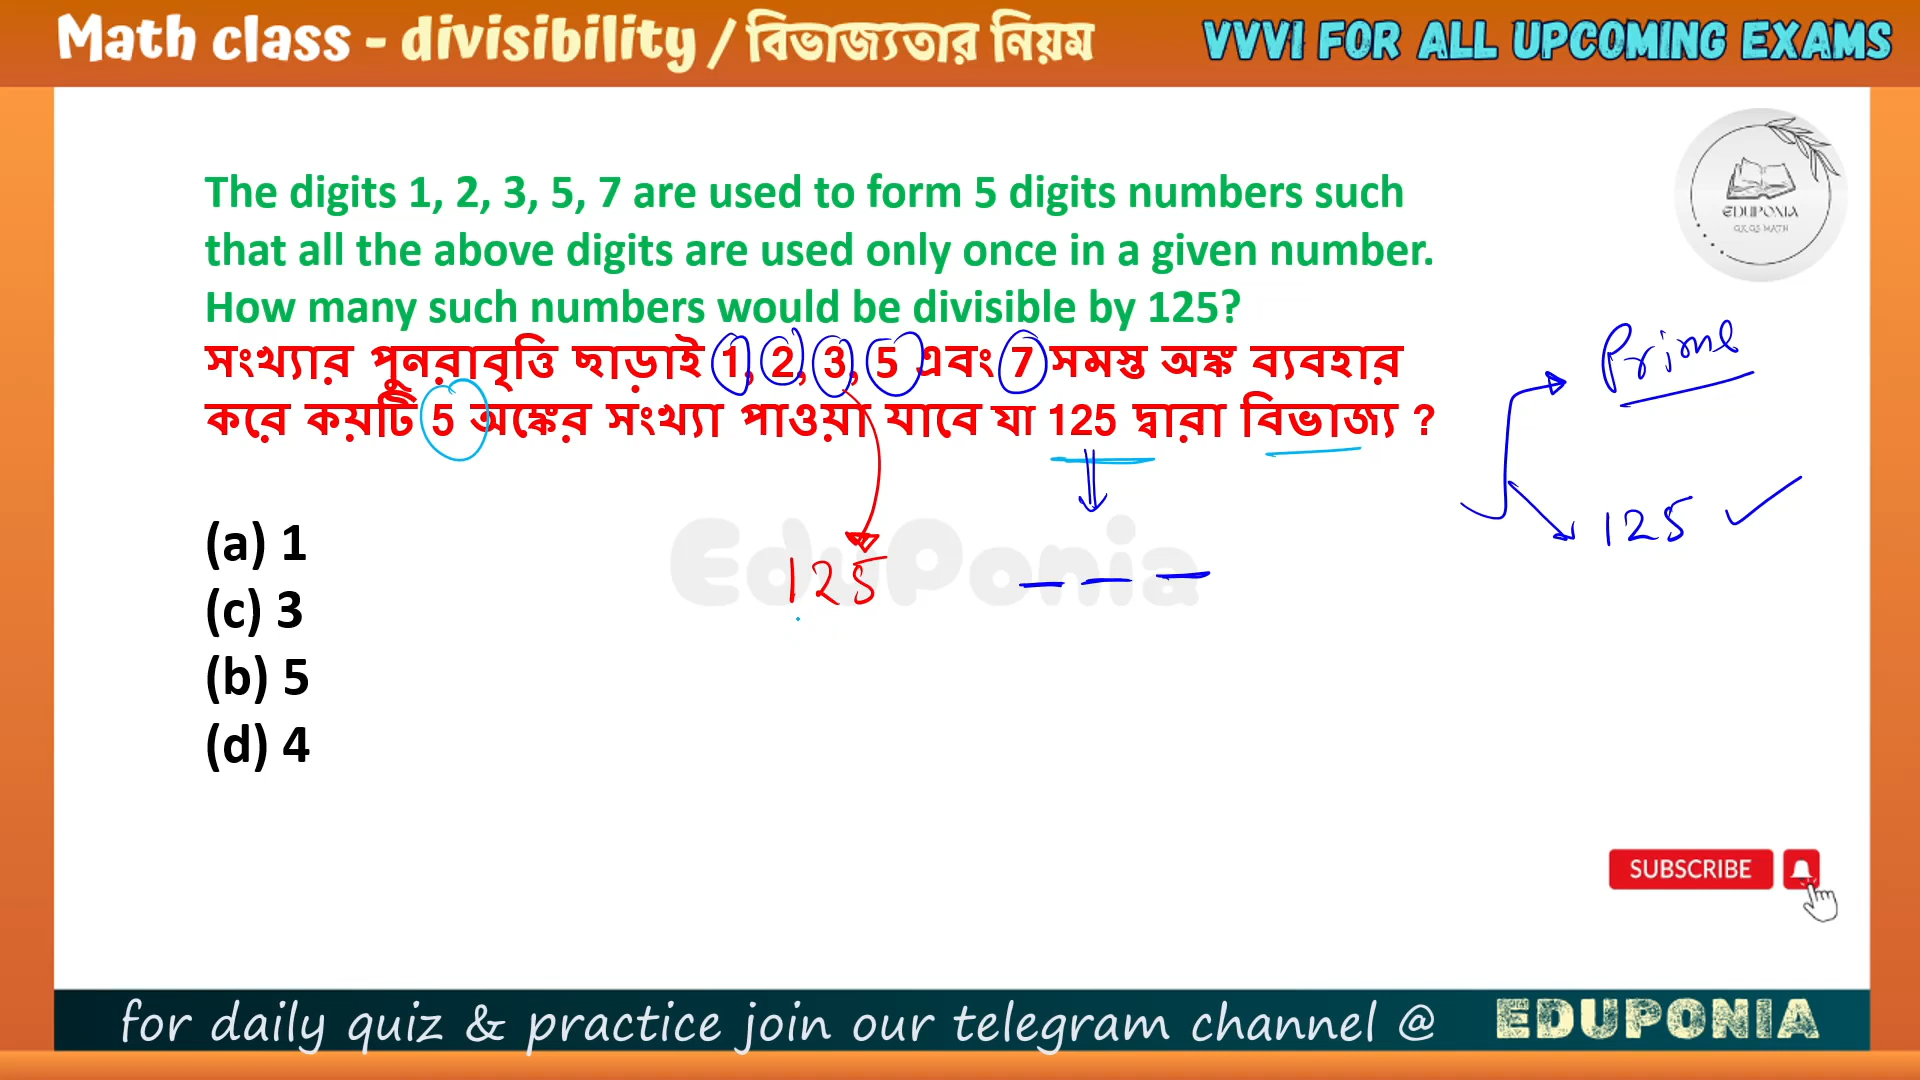 Math class - divisibility / বিভাজ্যতার নিয়ম
VVVI FOR ALL UPCOMING EXAMS
EDUPONIA
The digits 1, 2, 3, 5, 7 are used to form 5 digits numbers such
that all the above digits are used only once in a given number.
How many such numbers would be divisible by 125?
সংখ্যার পুনরাবৃত্তি ছাড়াই 1, 2, 3, 5 এবং 7 সমস্ত অঙ্ক ব্যবহার
করে কয়টি 5 অঙ্কের সংখ্যা পাওয়া যাবে যা 125 দ্বারা বিভাজ্য ?
Prime
125
(a) 1
(c) 3
(b) 5
(d) 4
EduPonia
125
SUBSCRIBE
for daily quiz & practice join our telegram channel @ EDUPONIA